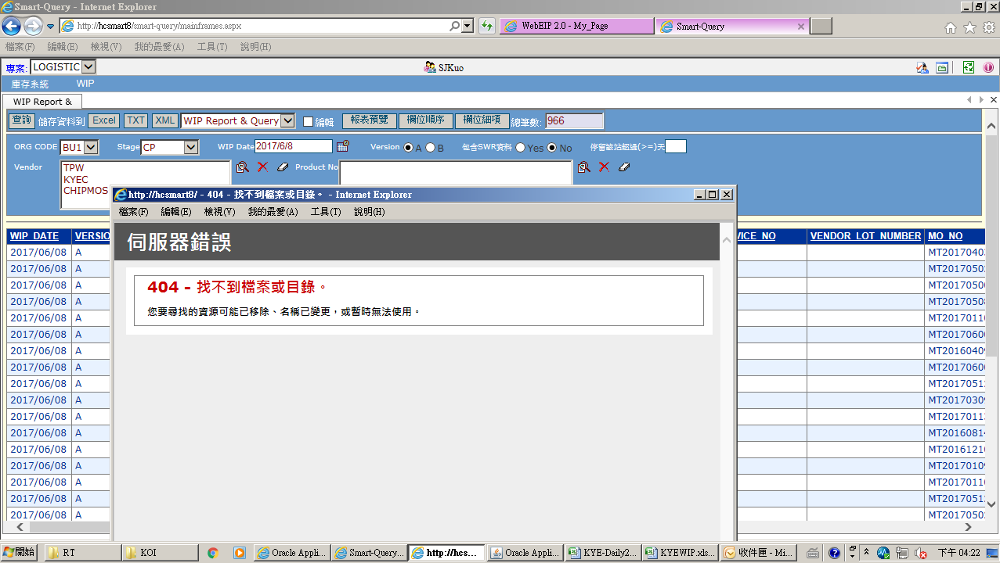 Smart-Query - Internet Explorer
http://hcsmart8/smart-query/mainframes.aspx
WebEIP 2.0 - My_Page
Smart-Query
檔案(F) 編輯(E) 檢視(V) 我的最愛(A) 工具(T) 說明(H)
專案: LOGISTIC
SJKuo
庫存系統 WIP
WIP Report &
查詢 儲存資料到 Excel TXT XML WIP Report & Query 編輯 報表預覽 欄位順序 欄位細項 總筆數: 966
ORG CODE BU1 Stage CP WIP Date 2017/6/8 Version A B 包含SWR資料 Yes No 停留該站超過(>=)天
Vendor TPW Product No
KYEC
CHIPMOS
http://hcsmart8/ - 404 - 找不到檔案或目錄。 - Internet Explorer
檔案(F) 編輯(E) 檢視(V) 我的最愛(A) 工具(T) 說明(H)
伺服器錯誤
404 - 找不到檔案或目錄。
您要尋找的資源可能已移除、名稱已變更，或暫時無法使用。
WIP_DATE VERSIO VICE_NO VENDOR_LOT_NUMBER MO_NO
2017/06/08 A MT2017040
2017/06/08 A MT2017050
2017/06/08 A MT2017050
2017/06/08 A MT2017050
2017/06/08 A MT2017011
2017/06/08 A MT2017060
2017/06/08 A MT2016040
2017/06/08 A MT2017060
2017/06/08 A MT2017051
2017/06/08 A MT2017030
2017/06/08 A MT2017011
2017/06/08 A MT2016081
2017/06/08 A MT2016121
2017/06/08 A MT2017010
2017/06/08 A MT2017011
2017/06/08 A MT2017051
2017/06/08 A MT2017050
開始 RT KOI Oracle Appli... Smart-Query... http://hcs... Oracle Appli... KYE-Daily2... KYEWIP.xls... 收件匣 - Mi... 下午 04:22